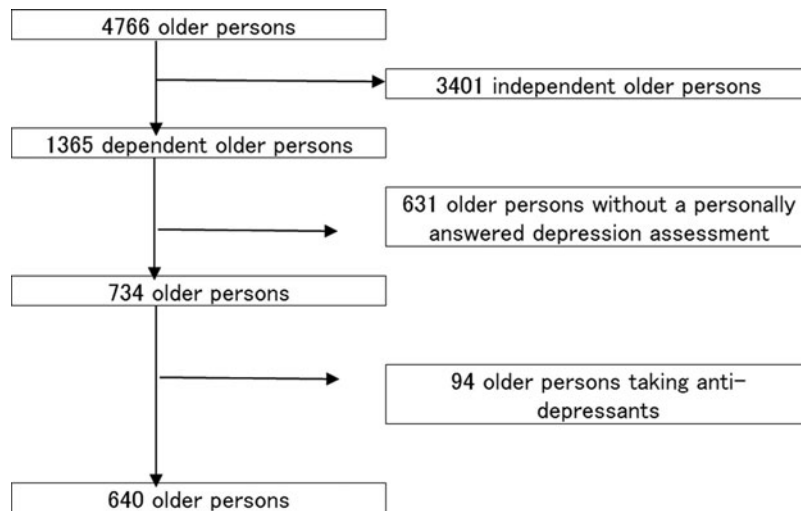 4766 older persons
3401 independent older persons
1365 dependent older persons
631 older persons without a personally
answered depression assessment
734 older persons
94 older persons taking anti-
depressants
640 older persons